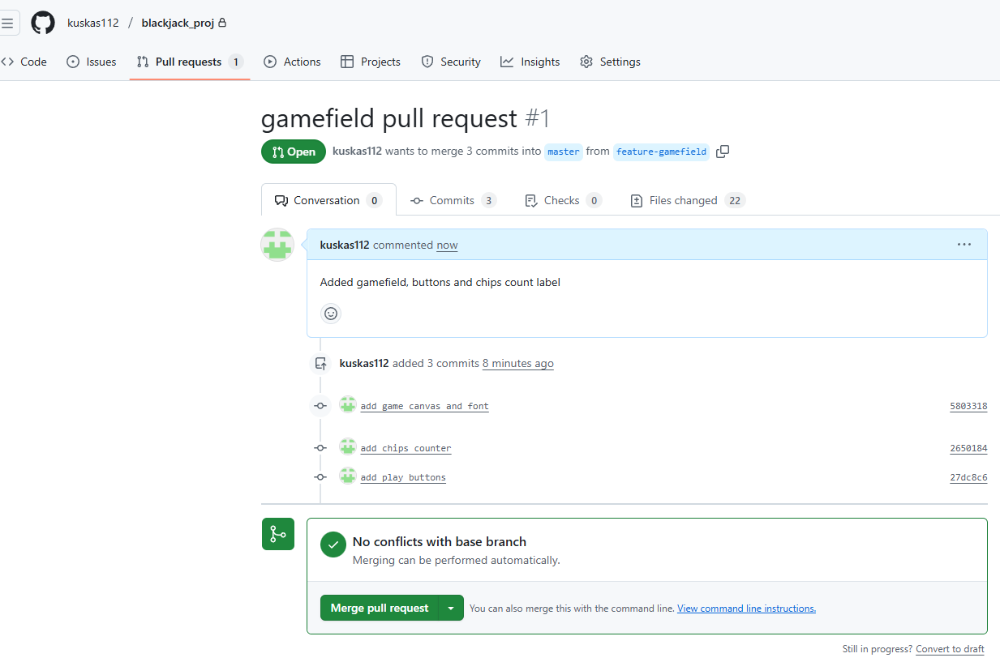 kuskas112 / blackjack_proj
Code Issues Pull requests 1 Actions Projects Security Insights Settings
gamefield pull request #1
Open kuskas112 wants to merge 3 commits into master from feature-gamefield
Conversation 0 Commits 3 Checks 0 Files changed 22
kuskas112 commented now
Added gamefield, buttons and chips count label
kuskas112 added 3 commits 8 minutes ago
add game canvas and font 5803318
add chips counter 2650184
add play buttons 27dc8c6
No conflicts with base branch
Merging can be performed automatically.
Merge pull request You can also merge this with the command line. View command line instructions.
Still in progress? Convert to draft